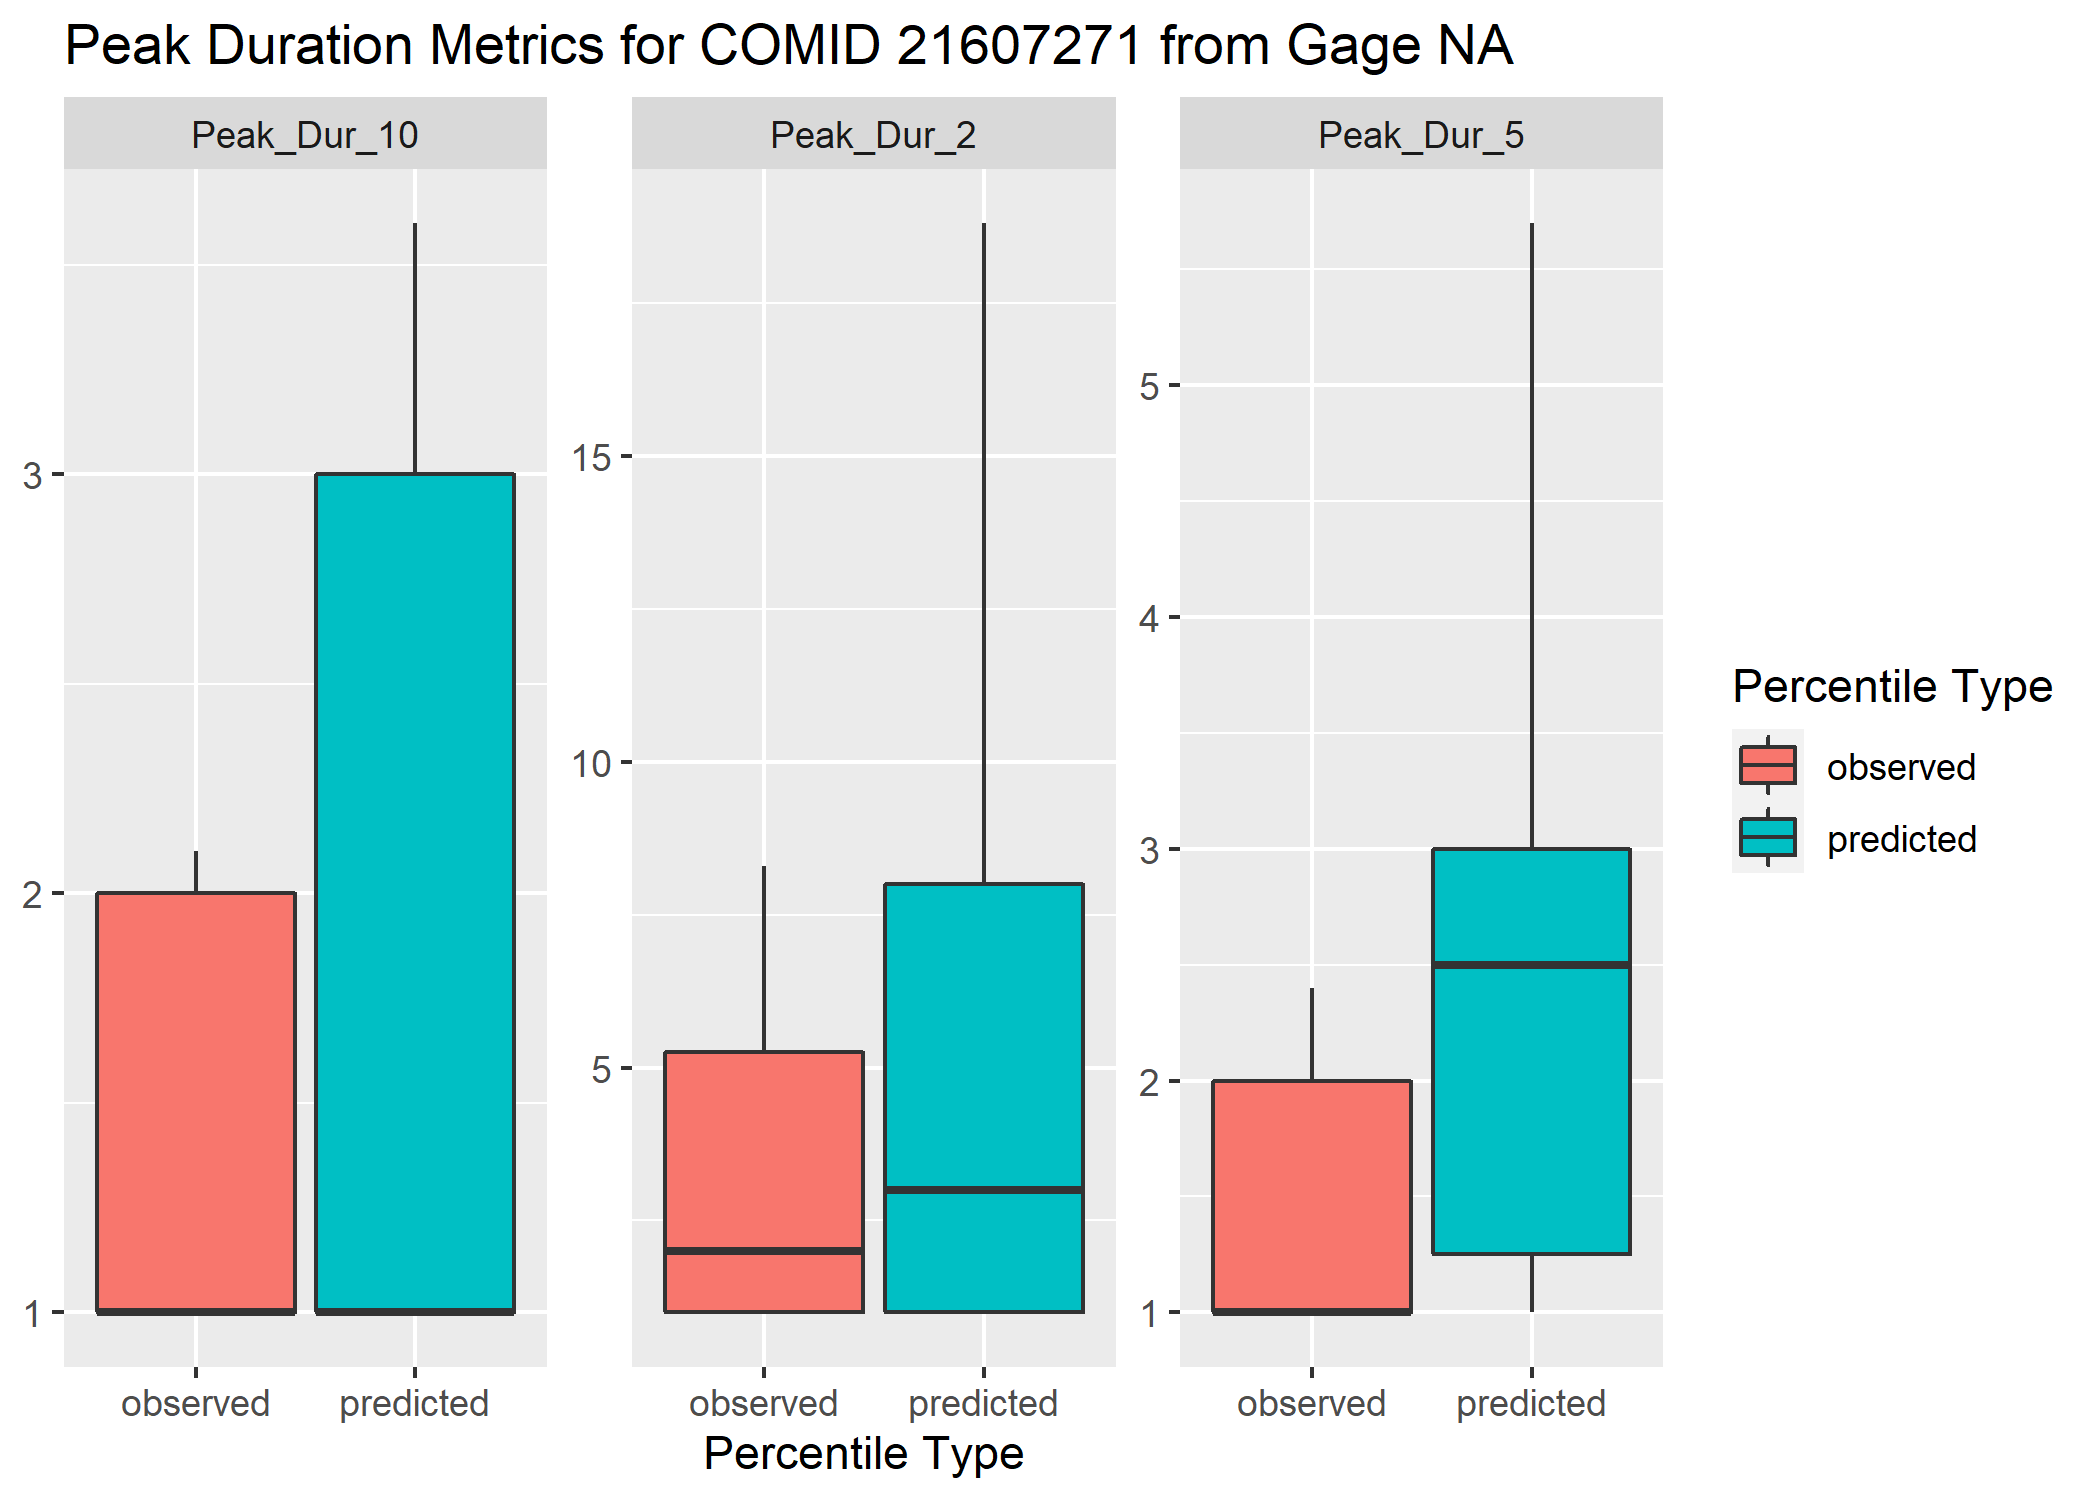 Peak Duration Metrics for COMID 21607271 from Gage NA
Peak_Dur_10
Peak_Dur_2
Peak_Dur_5
3
2
1
15
10
5
5
4
3
2
1
observed predicted
observed predicted
observed predicted
Percentile Type
Percentile Type
observed
predicted